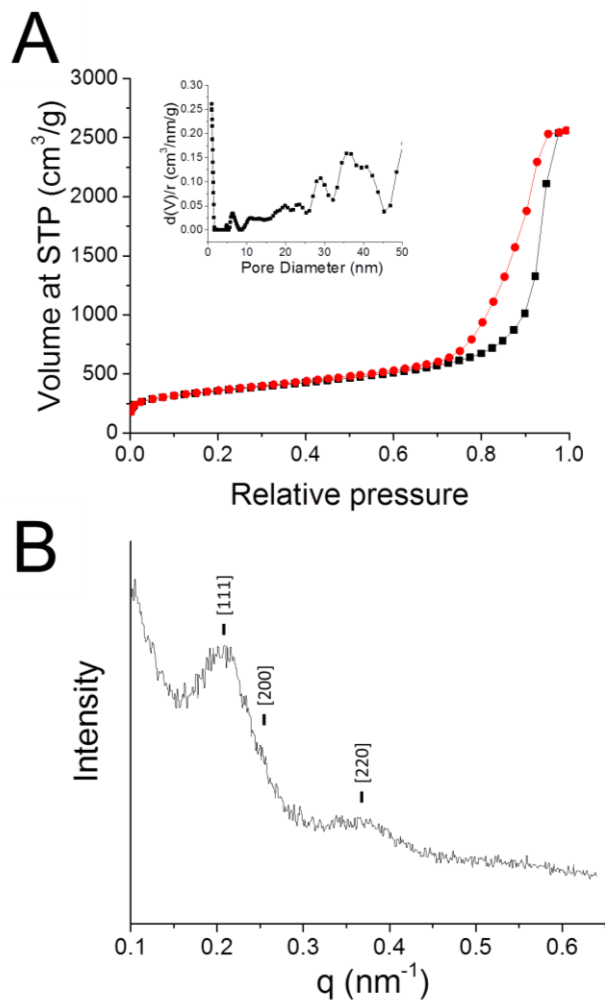 A
3000
2500
2000
1500
1000
500
0
Volume at STP (cm³/g)
0.0 0.2 0.4 0.6 0.8 1.0
Relative pressure
0.30
0.25
0.20
0.15
0.10
0.05
0.00
d(V)/r (cm³/nm/g)
0 10 20 30 40 50
Pore Diameter (nm)
B
[111]
[200]
[220]
Intensity
0.1 0.2 0.3 0.4 0.5 0.6
q (nm⁻¹)